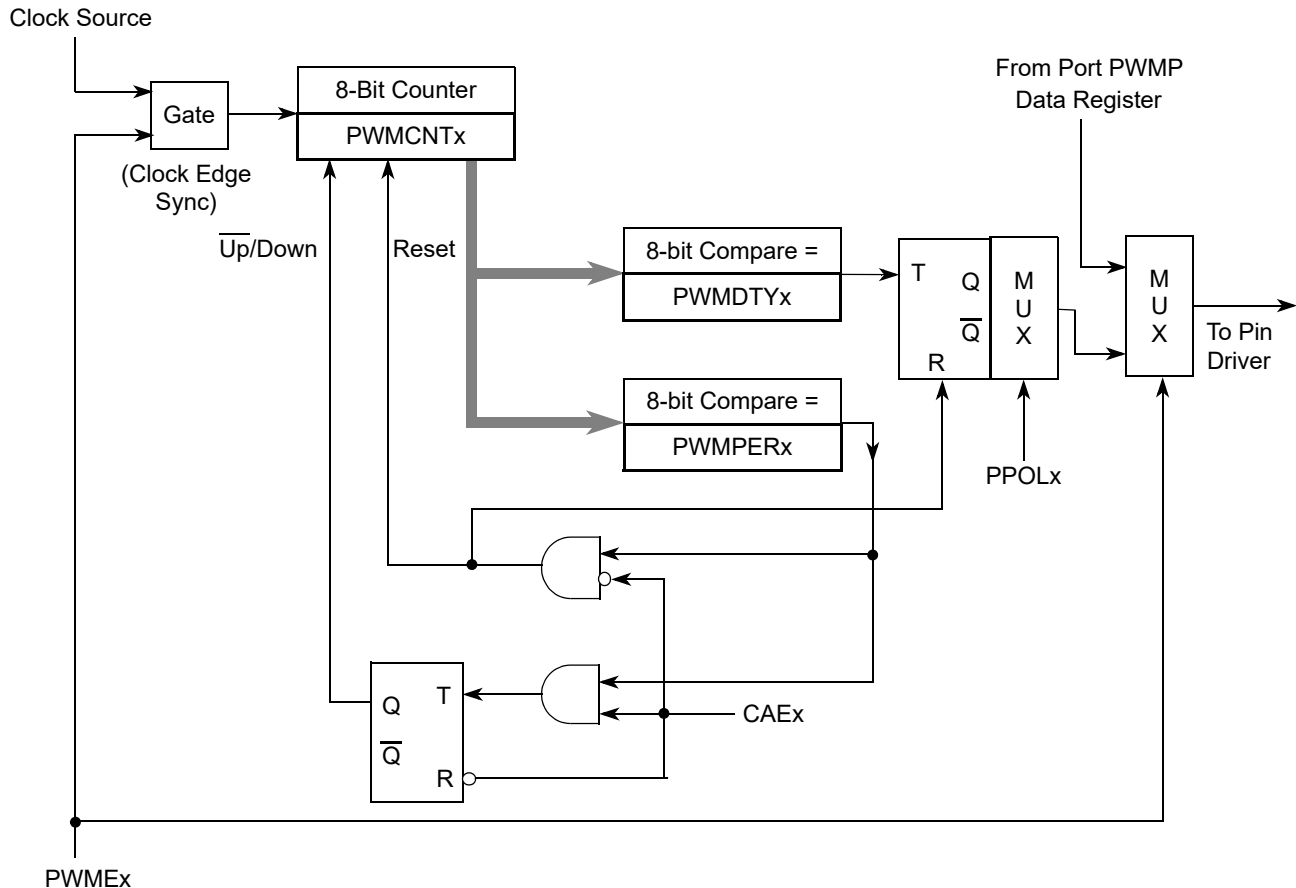 Clock Source
From Port PWMP
Data Register
8-Bit Counter
Gate
PWMCNTx
(Clock Edge
Sync)
U̅p̅/Down
Reset
8-bit Compare =
PWMDTYx
T
Q
Q̅
R
M
U
X
M
U
X
To Pin
Driver
8-bit Compare =
PWMPERx
PPOLx
Q
T
Q̅
R
CAEx
PWMEx